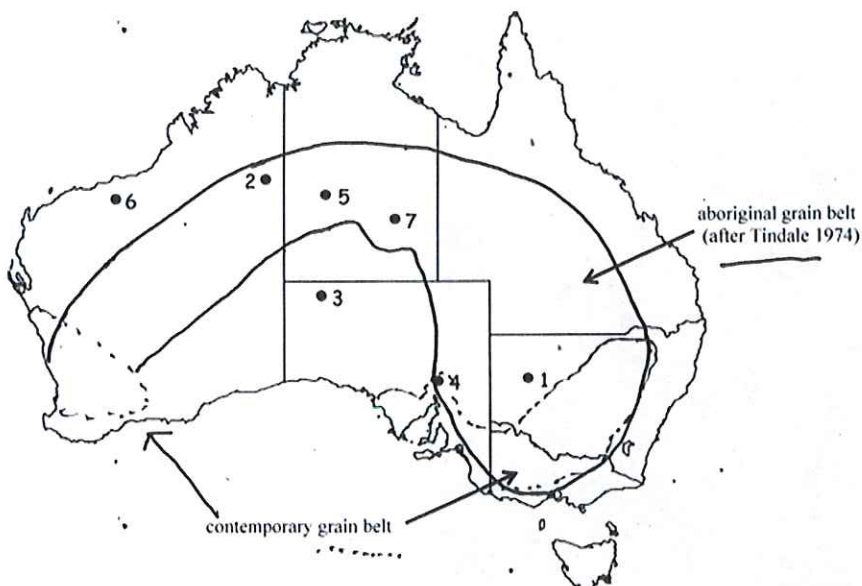 6
2
5
7
aboriginal grain belt
(after Tindale 1974)
3
4
1
contemporary grain belt